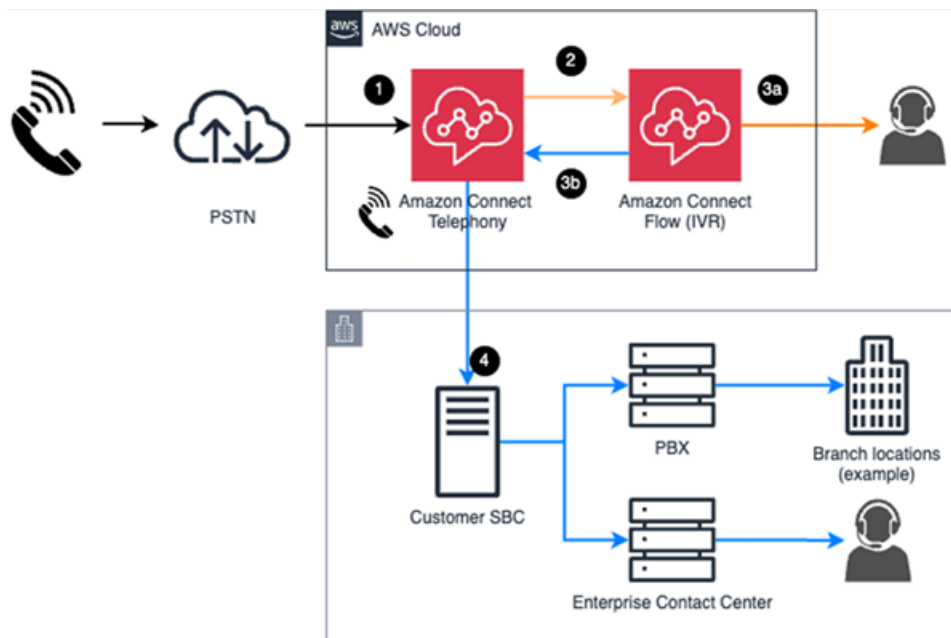 aws AWS Cloud
1
2
3a
3b
PSTN
Amazon Connect
Telephony
Amazon Connect
Flow (IVR)
4
Customer SBC
PBX
Branch locations
(example)
Enterprise Contact Center